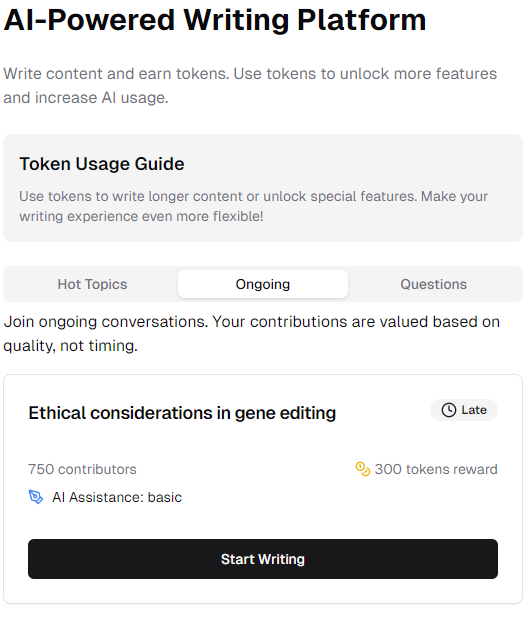 AI-Powered Writing Platform
Write content and earn tokens. Use tokens to unlock more features
and increase AI usage.
Token Usage Guide
Use tokens to write longer content or unlock special features. Make your
writing experience even more flexible!
Hot Topics
Ongoing
Questions
Join ongoing conversations. Your contributions are valued based on
quality, not timing.
Ethical considerations in gene editing
Late
750 contributors
300 tokens reward
AI Assistance: basic
Start Writing